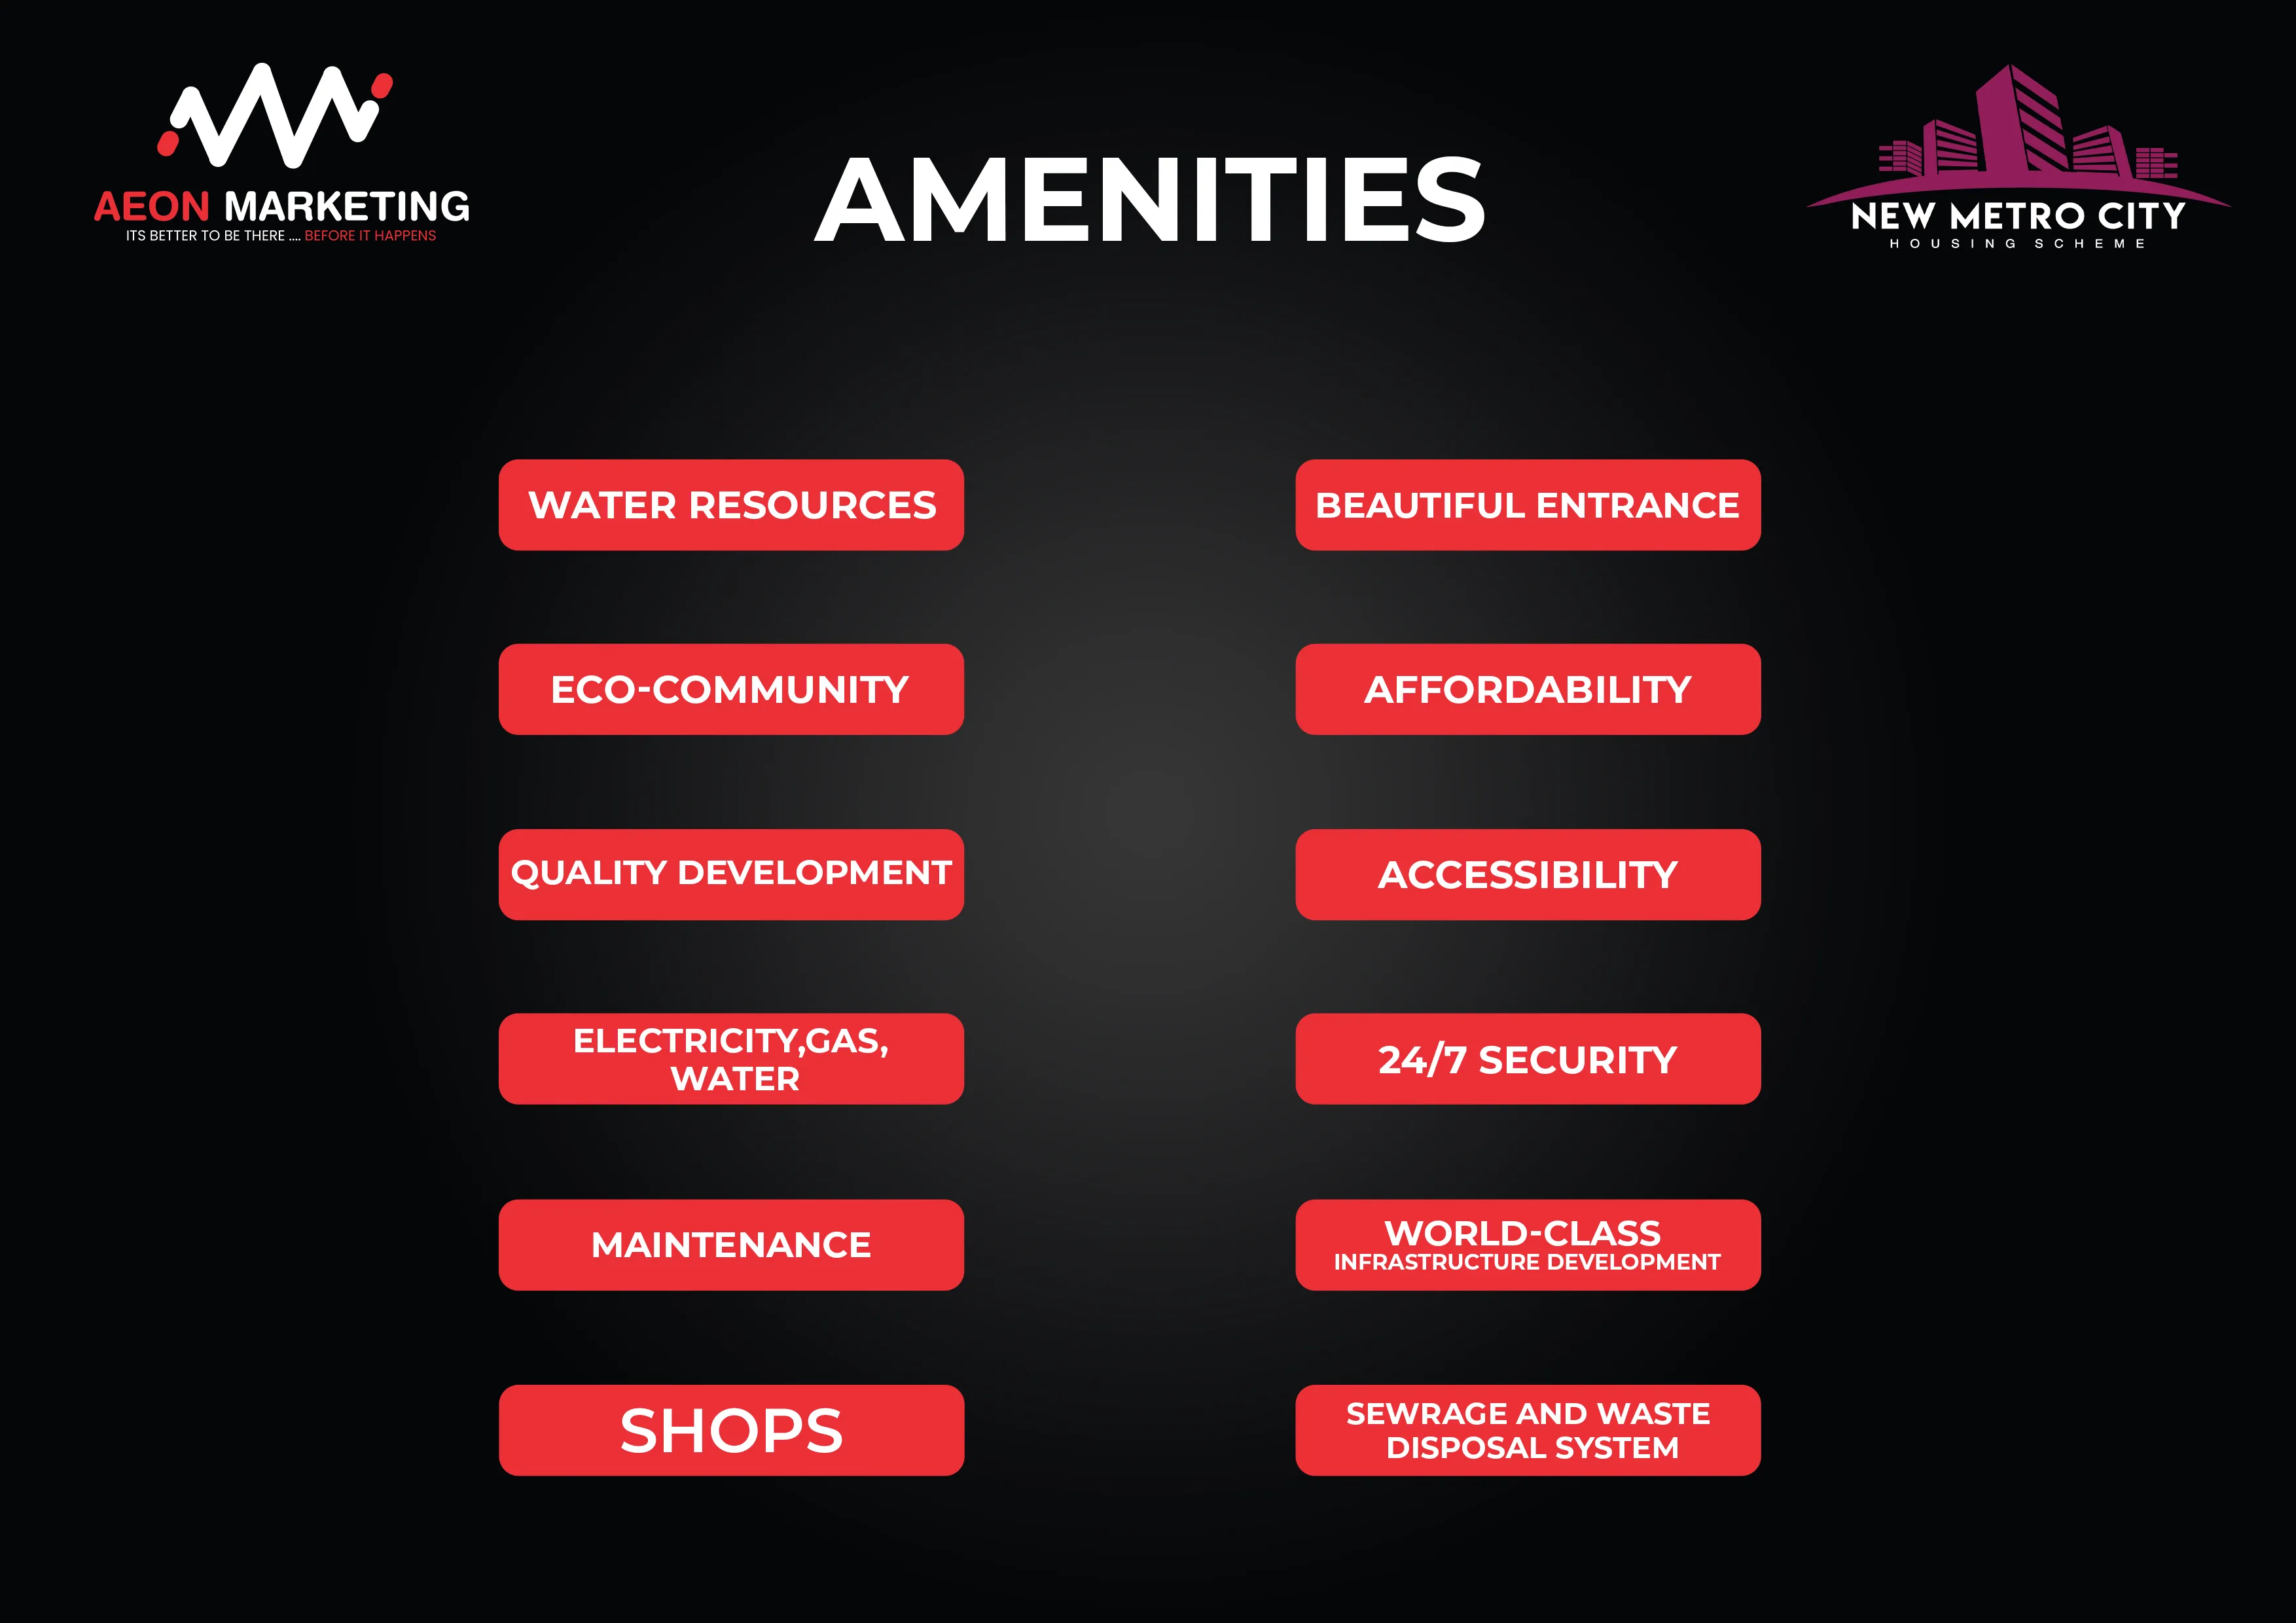 AEON MARKETING
ITS BETTER TO BE THERE .... BEFORE IT HAPPENS
AMENITIES
NEW METRO CITY
HOUSING SCHEME
WATER RESOURCES
BEAUTIFUL ENTRANCE
ECO-COMMUNITY
AFFORDABILITY
QUALITY DEVELOPMENT
ACCESSIBILITY
ELECTRICITY,GAS,
WATER
24/7 SECURITY
MAINTENANCE
WORLD-CLASS
INFRASTRUCTURE DEVELOPMENT
SHOPS
SEWRAGE AND WASTE
DISPOSAL SYSTEM